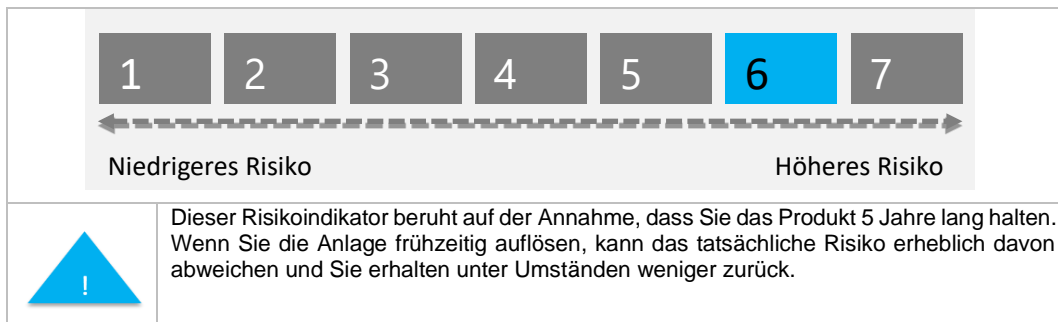 1 2 3 4 5 6 7
Niedrigeres Risiko Höheres Risiko
Dieser Risikoindikator beruht auf der Annahme, dass Sie das Produkt 5 Jahre lang halten.
Wenn Sie die Anlage frühzeitig auflösen, kann das tatsächliche Risiko erheblich davon
abweichen und Sie erhalten unter Umständen weniger zurück.
!